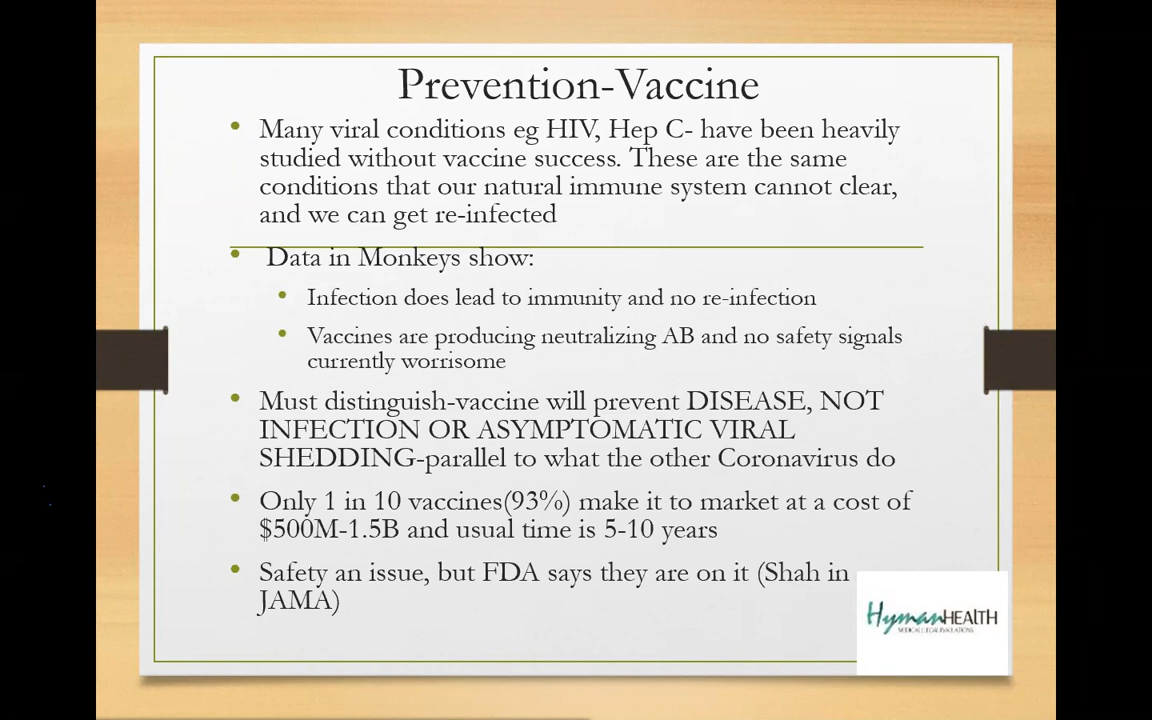 Prevention-Vaccine
• Many viral conditions eg HIV, Hep C- have been heavily
studied without vaccine success. These are the same
conditions that our natural immune system cannot clear,
and we can get re-infected
• Data in Monkeys show:
• Infection does lead to immunity and no re-infection
• Vaccines are producing neutralizing AB and no safety signals
currently worrisome
• Must distinguish-vaccine will prevent DISEASE, NOT
INFECTION OR ASYMPTOMATIC VIRAL
SHEDDING-parallel to what the other Coronavirus do
• Only 1 in 10 vaccines(93%) make it to market at a cost of
$500M-1.5B and usual time is 5-10 years
• Safety an issue, but FDA says they are on it (Shah in
JAMA)
HymanHEALTH
MEDICAL LEGAL EVALUATIONS